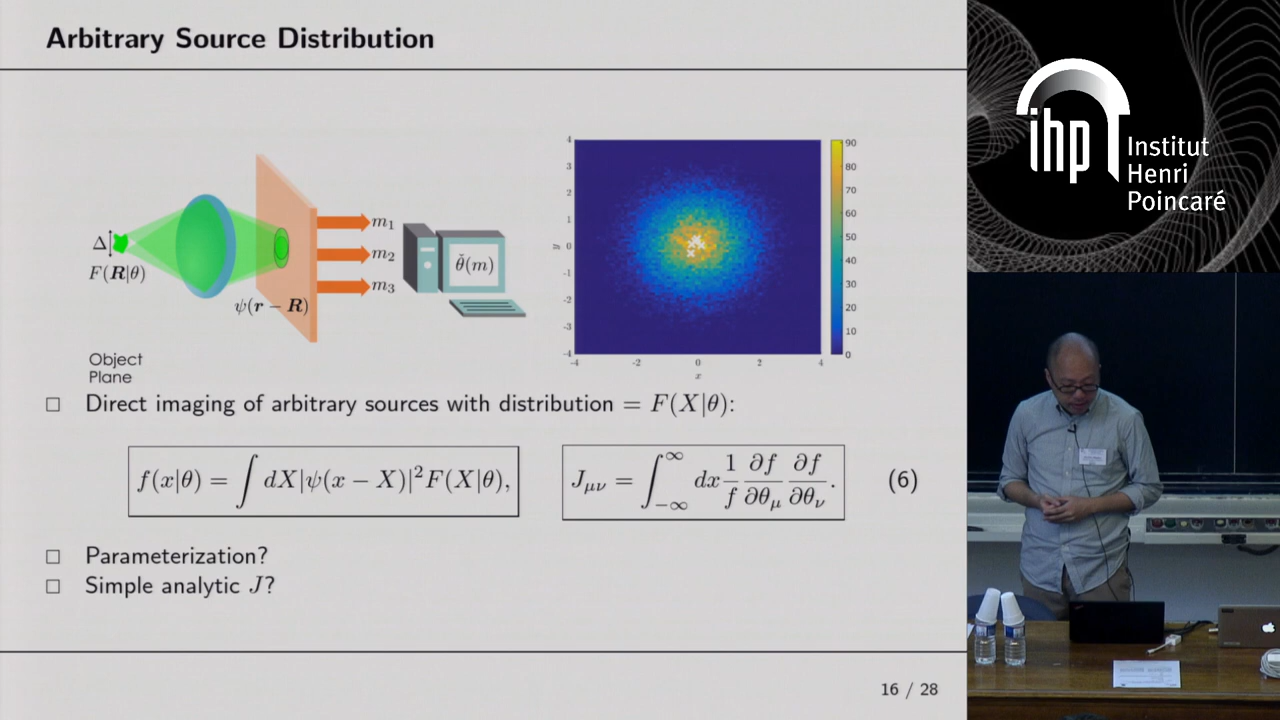 Arbitrary Source Distribution
Δ
F(R|θ)
ψ(r − R)
m₁
m₂
m₃
θ̌(m)
Object
Plane
4
3
2
1
0
-1
-2
-3
-4
y
-4
-2
0
2
4
x
90
80
70
60
50
40
30
20
10
0
□ Direct imaging of arbitrary sources with distribution = F(X|θ):
f(x|θ) = ∫ dX|ψ(x − X)|²F(X|θ),
J_μν = ∫_−∞^∞ dx 1/f ∂f/∂θ_μ ∂f/∂θ_ν.
(6)
□ Parameterization?
□ Simple analytic J?
16 / 28
ihp
Institut
Henri
Poincaré